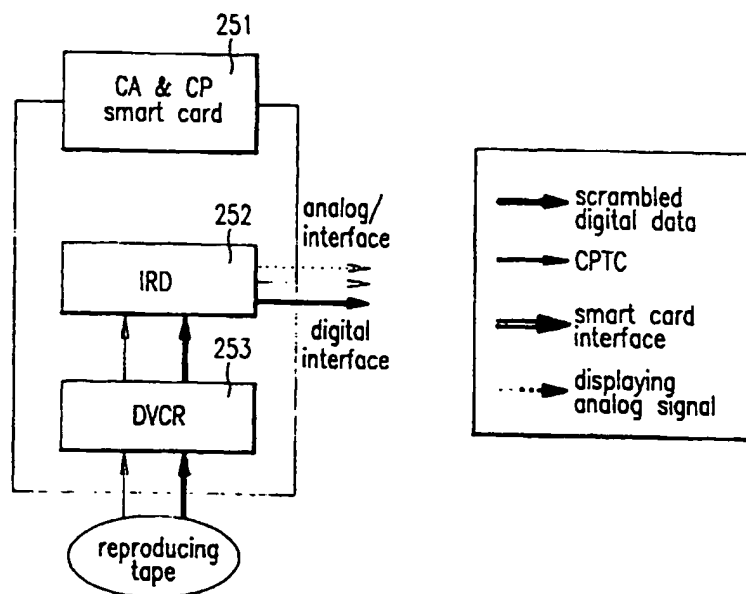 251
CA & CP
smart card
252
analog/
interface
IRD
digital
interface
253
DVCR
reproducing
tape
scrambled
digital data
CPTC
smart card
interface
displaying
analog signal